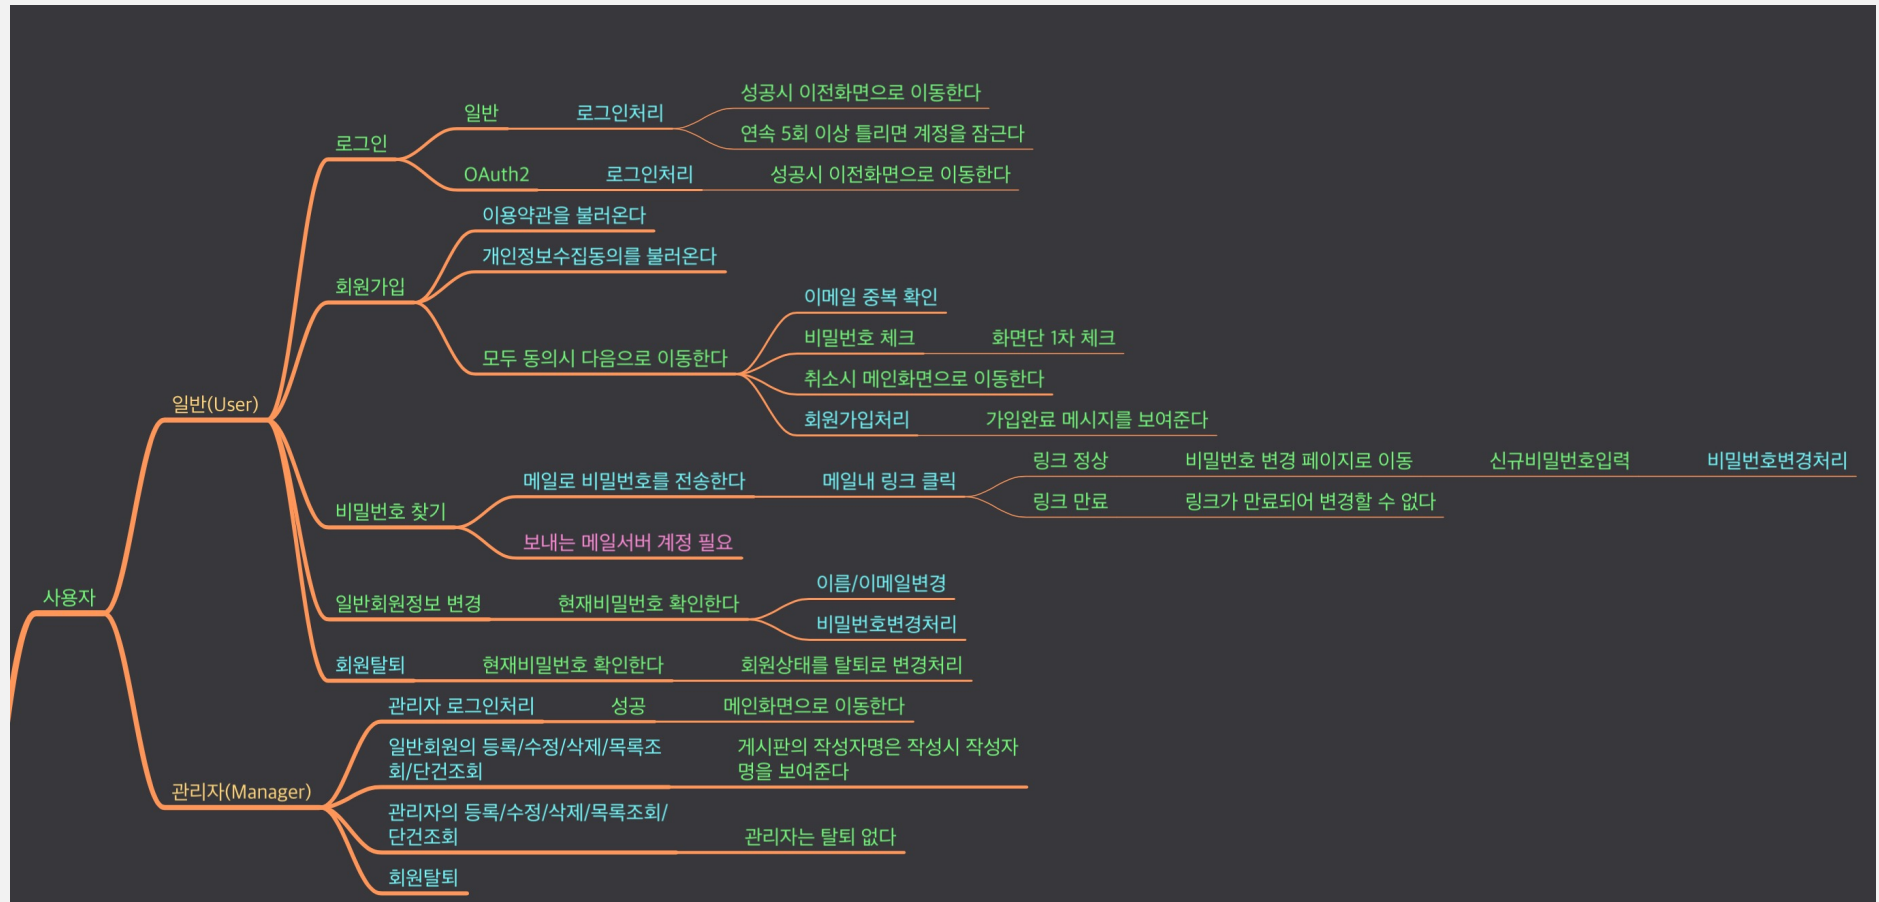 성공시 이전화면으로 이동한다
일반
로그인처리
연속 5회 이상 틀리면 계정을 잠근다
로그인
OAuth2
로그인처리
성공시 이전화면으로 이동한다
이용약관을 불러온다
개인정보수집동의를 불러온다
회원가입
이메일 중복 확인
비밀번호 체크
화면단 1차 체크
모두 동의시 다음으로 이동한다
취소시 메인화면으로 이동한다
회원가입처리
가입완료 메시지를 보여준다
일반(User)
링크 정상
비밀번호 변경 페이지로 이동
신규비밀번호입력
비밀번호변경처리
메일로 비밀번호를 전송한다
메일내 링크 클릭
링크 만료
링크가 만료되어 변경할 수 없다
비밀번호 찾기
보내는 메일서버 계정 필요
사용자
이름/이메일변경
일반회원정보 변경
현재비밀번호 확인한다
비밀번호변경처리
회원탈퇴
현재비밀번호 확인한다
회원상태를 탈퇴로 변경처리
관리자 로그인처리
성공
메인화면으로 이동한다
일반회원의 등록/수정/삭제/목록조
회/단건조회
게시판의 작성자명은 작성시 작성자
명을 보여준다
관리자(Manager)
관리자의 등록/수정/삭제/목록조회/
단건조회
관리자는 탈퇴 없다
회원탈퇴